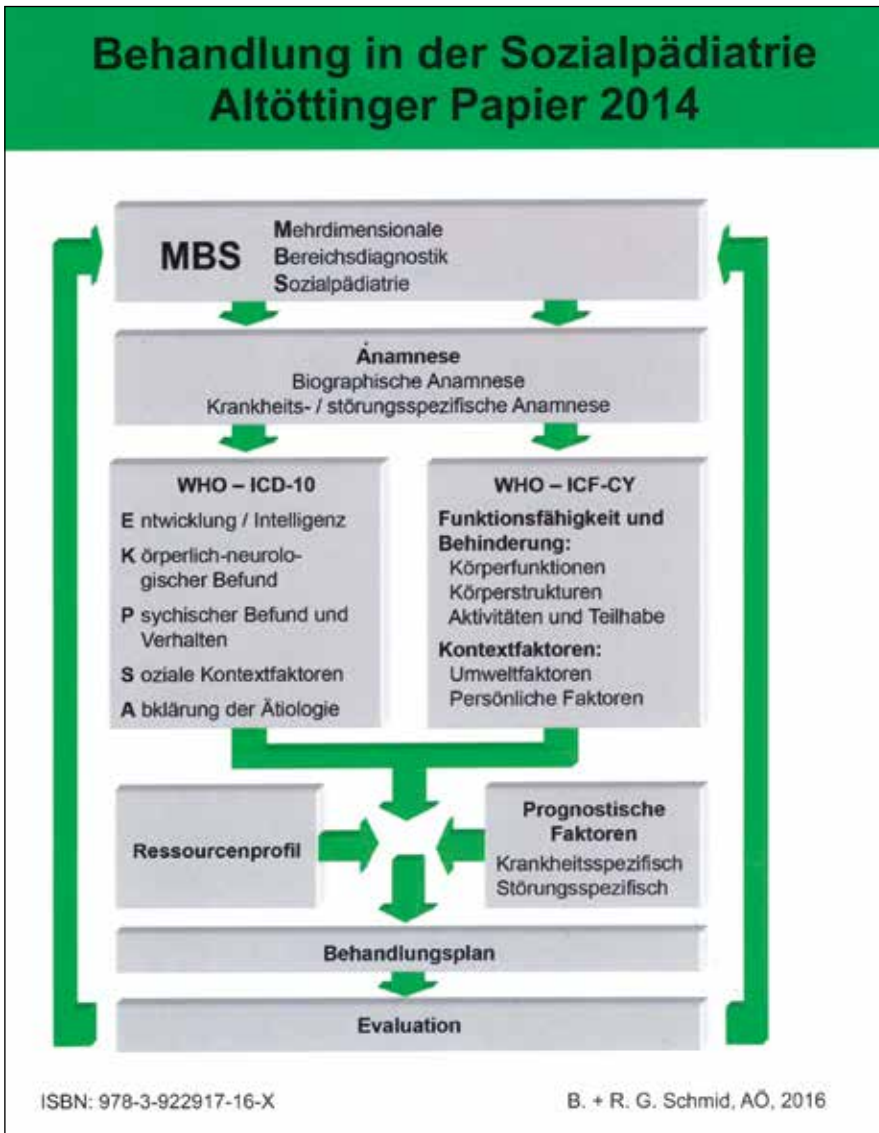 Behandlung in der Sozialpädiatrie
Altöttinger Papier 2014
MBS
Mehrdimensionale
Bereichsdiagnostik
Sozialpädiatrie
Anamnese
Biographische Anamnese
Krankheits- / störungsspezifische Anamnese
WHO – ICD-10
E ntwicklung / Intelligenz
K örperlich-neurolo-
gischer Befund
P sychischer Befund und
Verhalten
S oziale Kontextfaktoren
A bklärung der Ätiologie
WHO – ICF-CY
Funktionsfähigkeit und
Behinderung:
Körperfunktionen
Körperstrukturen
Aktivitäten und Teilhabe
Kontextfaktoren:
Umweltfaktoren
Persönliche Faktoren
Ressourcenprofil
Prognostische
Faktoren
Krankheitsspezifisch
Störungsspezifisch
Behandlungsplan
Evaluation
ISBN: 978-3-922917-16-X
B. + R. G. Schmid, AÖ, 2016